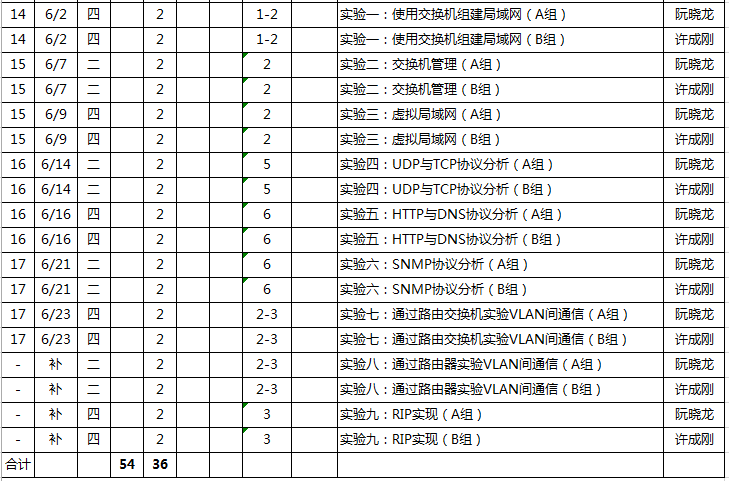 14 6/2 四 2 1-2 实验一：使用交换机组建局域网（A组） 阮晓龙
14 6/2 四 2 1-2 实验一：使用交换机组建局域网（B组） 许成刚
15 6/7 二 2 2 实验二：交换机管理（A组） 阮晓龙
15 6/7 二 2 2 实验二：交换机管理（B组） 许成刚
15 6/9 四 2 2 实验三：虚拟局域网（A组） 阮晓龙
15 6/9 四 2 2 实验三：虚拟局域网（B组） 许成刚
16 6/14 二 2 5 实验四：UDP与TCP协议分析（A组） 阮晓龙
16 6/14 二 2 5 实验四：UDP与TCP协议分析（B组） 许成刚
16 6/16 四 2 6 实验五：HTTP与DNS协议分析（A组） 阮晓龙
16 6/16 四 2 6 实验五：HTTP与DNS协议分析（B组） 许成刚
17 6/21 二 2 6 实验六：SNMP协议分析（A组） 阮晓龙
17 6/21 二 2 6 实验六：SNMP协议分析（B组） 许成刚
17 6/23 四 2 2-3 实验七：通过路由交换机实验VLAN间通信（A组） 阮晓龙
17 6/23 四 2 2-3 实验七：通过路由交换机实验VLAN间通信（B组） 许成刚
- 补 二 2 2-3 实验八：通过路由器实验VLAN间通信（A组） 阮晓龙
- 补 二 2 2-3 实验八：通过路由器实验VLAN间通信（B组） 许成刚
- 补 四 2 3 实验九：RIP实现（A组） 阮晓龙
- 补 四 2 3 实验九：RIP实现（B组） 许成刚
合计 54 36